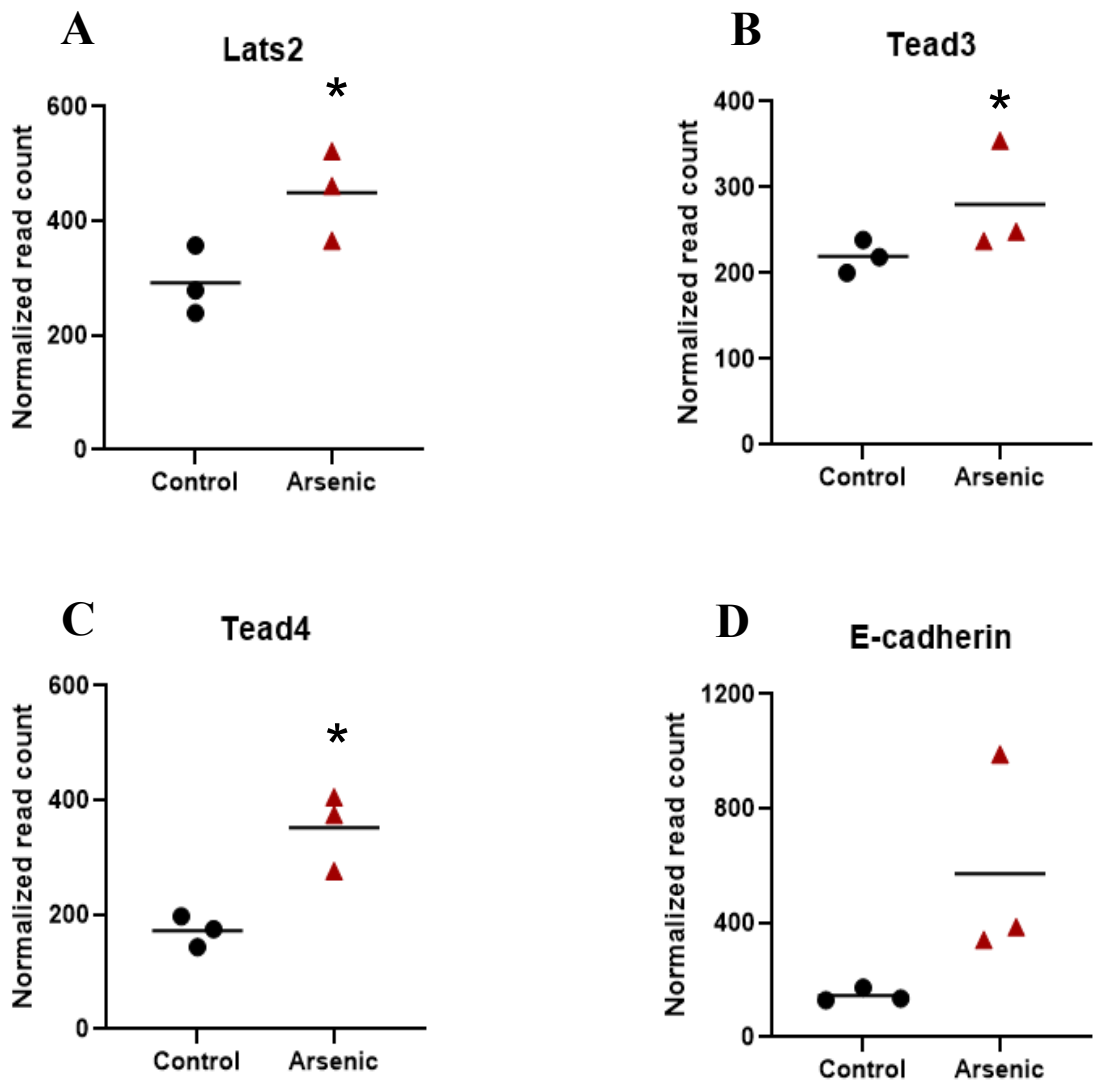 A
Lats2
*
600
400
200
0
Normalized read count
Control Arsenic
B
Tead3
*
400
300
200
100
0
Normalized read count
Control Arsenic
C
Tead4
*
600
400
200
0
Normalized read count
Control Arsenic
D
E-cadherin
1200
800
400
0
Normalized read count
Control Arsenic